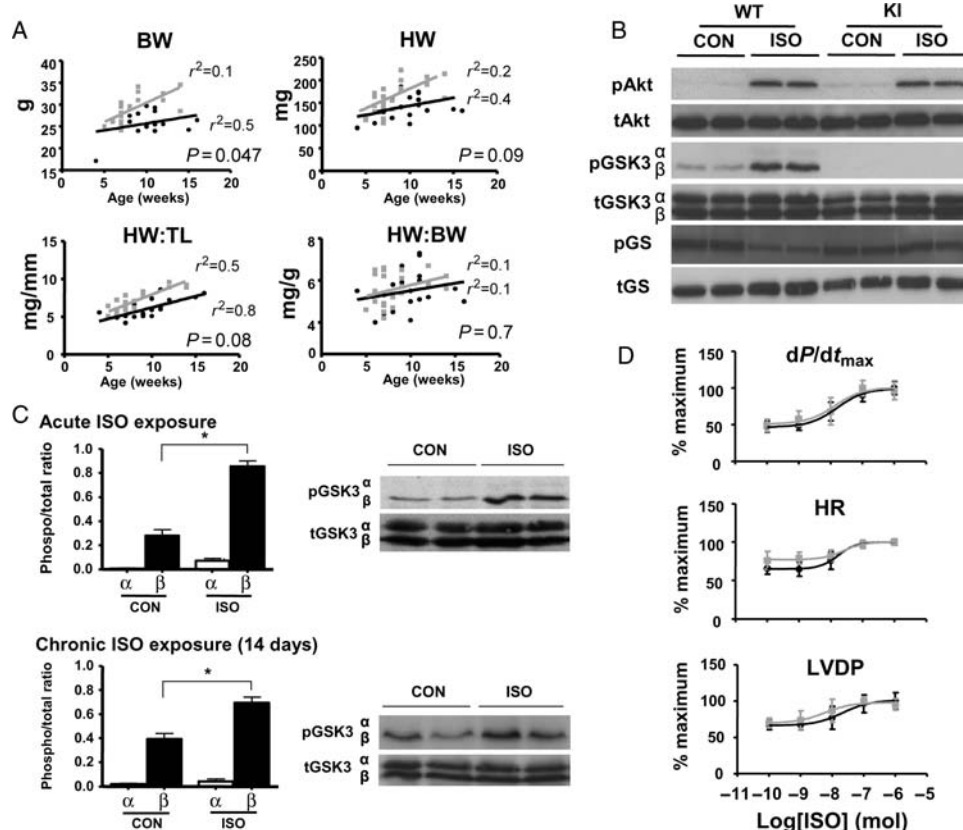 A
BW
g
40
35
30
25
20
15
r²=0.1
r²=0.5
P=0.047
0 5 10 15 20
Age (weeks)
HW
mg
250
200
150
100
50
0
r²=0.2
r²=0.4
P=0.09
0 5 10 15 20
Age (weeks)
HW:TL
mg/mm
15
10
5
0
r²=0.5
r²=0.8
P=0.08
0 5 10 15 20
Age (weeks)
HW:BW
mg/g
8
6
4
2
r²=0.1
r²=0.1
P=0.7
0 5 10 15 20
Age (weeks)
B
WT KI
CON ISO CON ISO
pAkt
tAkt
pGSK3 α
β
tGSK3 α
β
pGS
tGS
C
Acute ISO exposure
Phospo/total ratio
1.0
0.8
0.6
0.4
0.2
0.0
*
α β α β
CON ISO
CON ISO
pGSK3 α
β
tGSK3 α
β
Chronic ISO exposure (14 days)
Phospho/total ratio
1.0
0.8
0.6
0.4
0.2
0.0
*
α β α β
CON ISO
CON ISO
pGSK3 α
β
tGSK3 α
β
D
dP/dtmax
% maximum
150
100
50
0
HR
% maximum
150
100
50
0
LVDP
% maximum
150
100
50
0
−11 −10 −9 −8 −7 −6 −5
Log[ISO] (mol)